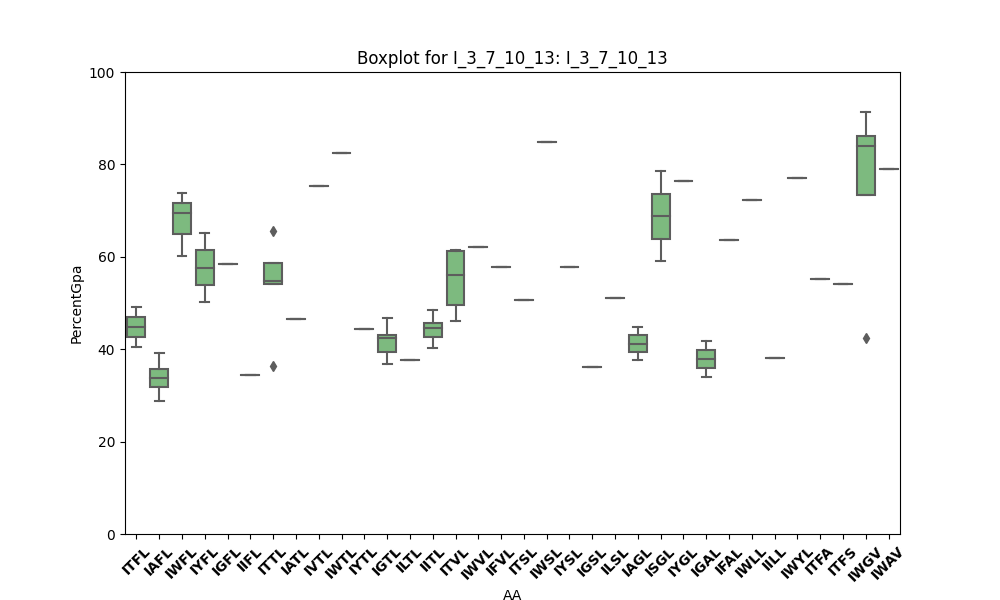 Boxplot for I_3_7_10_13: I_3_7_10_13
100
80
60
40
20
0
PercentGpa
ITFL IAFL IWFL IYFL IGFL IIFL ITTL IATL IVTL IWTL IYTL IGTL ILTL IITL ITVL IWVL IFVL ITSL IWSL IYSL IGSL ILSL IAGL ISGL IYGL IGAL IFAL IWLL IILL IWYL ITFA ITFS IWGV IWAV
AA